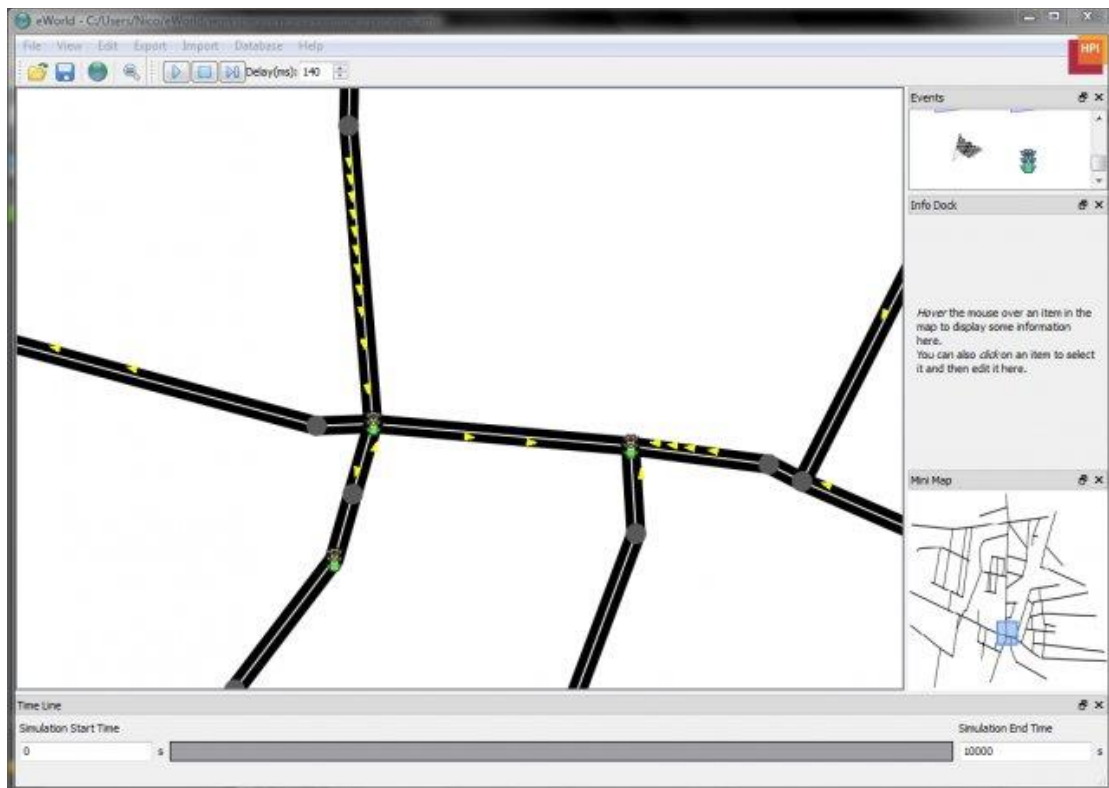 eWorld - C:/Users/Nico/eWorld/
File View Edit Export Import Database Help
HPI
Delay(ms): 140
Events
Info Dock
Hover the mouse over an item in the
map to display some information
here.
You can also click on an item to select
it and then edit it here.
Mini Map
Time Line
Simulation Start Time
Simulation End Time
0 s
10000 s